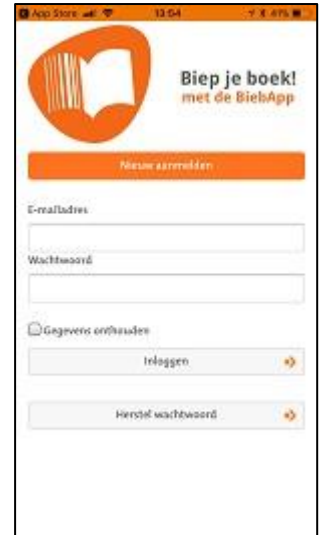 App Store 13:54 41%
Biep je boek!
met de BiebApp
Nieuw aanmelden
E-mailadres
Wachtwoord
Gegevens onthouden
Inloggen
Herstel wachtwoord